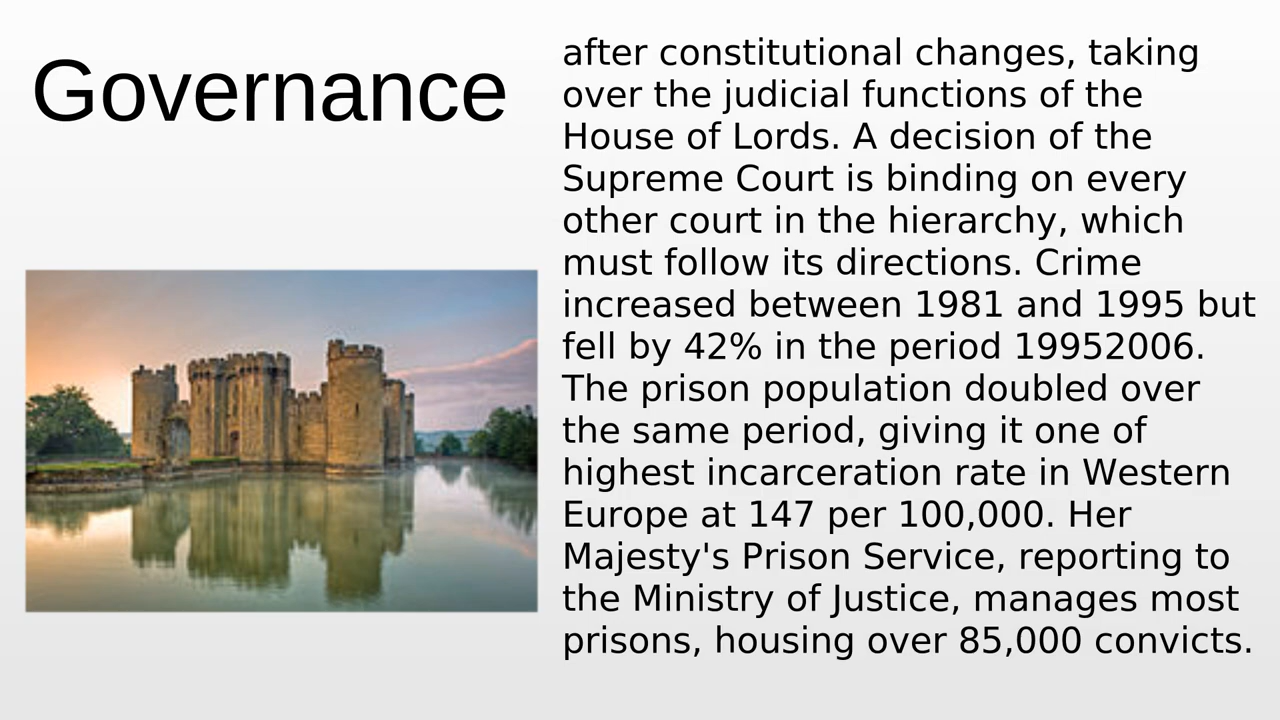 Governance
after constitutional changes, taking
over the judicial functions of the
House of Lords. A decision of the
Supreme Court is binding on every
other court in the hierarchy, which
must follow its directions. Crime
increased between 1981 and 1995 but
fell by 42% in the period 19952006.
The prison population doubled over
the same period, giving it one of
highest incarceration rate in Western
Europe at 147 per 100,000. Her
Majesty's Prison Service, reporting to
the Ministry of Justice, manages most
prisons, housing over 85,000 convicts.